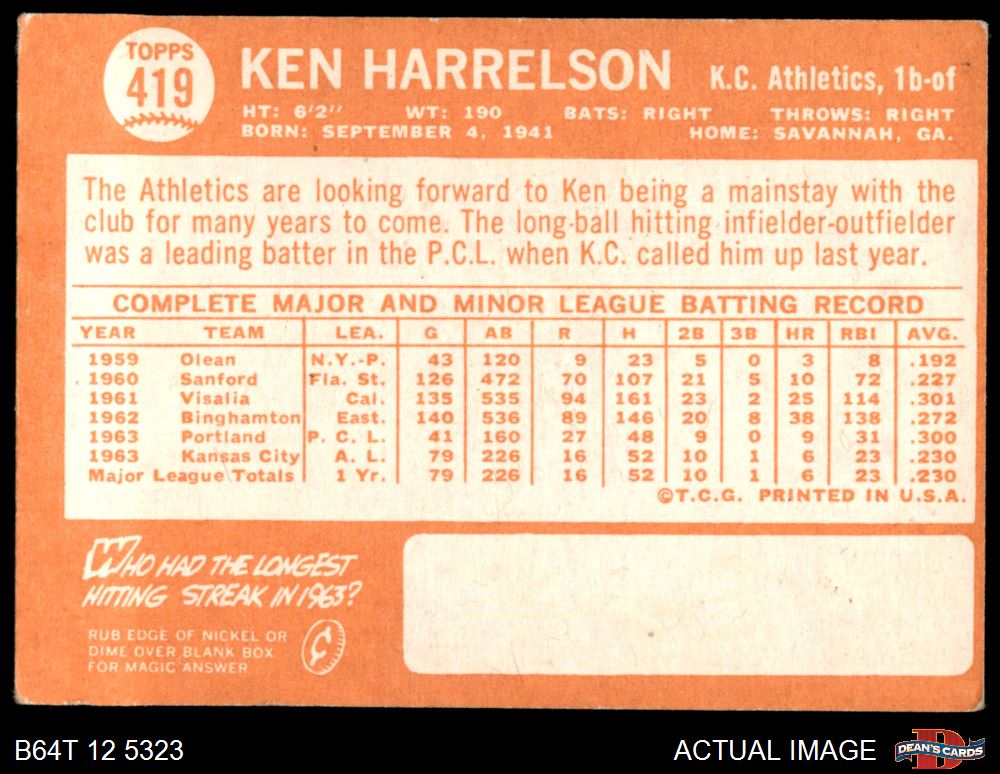 TOPPS
419
KEN HARRELSON
K.C. Athletics, 1b-of
HT: 6'2" WT: 190 BATS: RIGHT THROWS: RIGHT
BORN: SEPTEMBER 4, 1941 HOME: SAVANNAH, GA.
The Athletics are looking forward to Ken being a mainstay with the
club for many years to come. The long-ball hitting infielder-outfielder
was a leading batter in the P.C.L. when K.C. called him up last year.
COMPLETE MAJOR AND MINOR LEAGUE BATTING RECORD
YEAR TEAM LEA. G AB R H 2B 3B HR RBI AVG.
1959 Olean N.Y.-P. 43 120 9 23 5 0 3 8 .192
1960 Sanford Fla. St. 126 472 70 107 21 5 10 72 .227
1961 Visalia Cal. 135 535 94 161 23 2 25 114 .301
1962 Binghamton East. 140 536 89 146 20 8 38 138 .272
1963 Portland P. C. L. 41 160 27 48 9 0 9 31 .300
1963 Kansas City A. L. 79 226 16 52 10 1 6 23 .230
Major League Totals 1 Yr. 79 226 16 52 10 1 6 23 .230
©T.C.G. PRINTED IN U.S.A.
WHO HAD THE LONGEST
HITTING STREAK IN 1963?
RUB EDGE OF NICKEL OR
DIME OVER BLANK BOX
FOR MAGIC ANSWER
¢
B64T 12 5323
ACTUAL IMAGE
DEAN'S CARDS